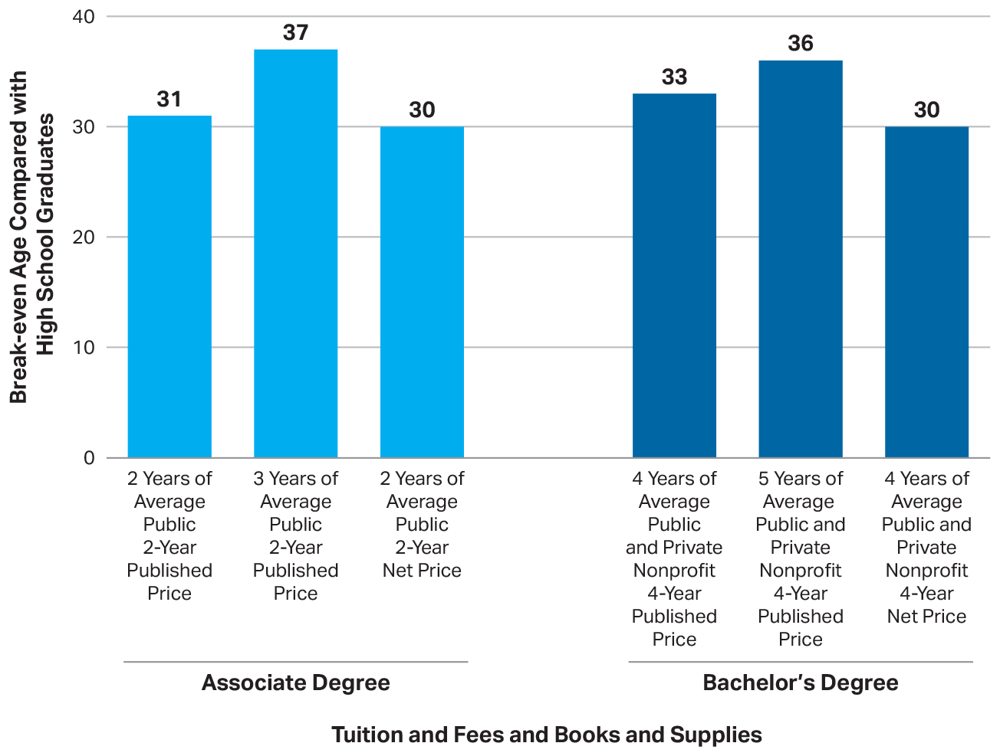 Break-even Age Compared with
High School Graduates
40
30
20
10
0
31
37
30
33
36
30
2 Years of
Average
Public
2-Year
Published
Price
3 Years of
Average
Public
2-Year
Published
Price
2 Years of
Average
Public
2-Year
Net Price
4 Years of
Average
Public
and Private
Nonprofit
4-Year
Published
Price
5 Years of
Average
Public and
Private
Nonprofit
4-Year
Published
Price
4 Years of
Average
Public and
Private
Nonprofit
4-Year
Net Price
Associate Degree
Bachelor’s Degree
Tuition and Fees and Books and Supplies